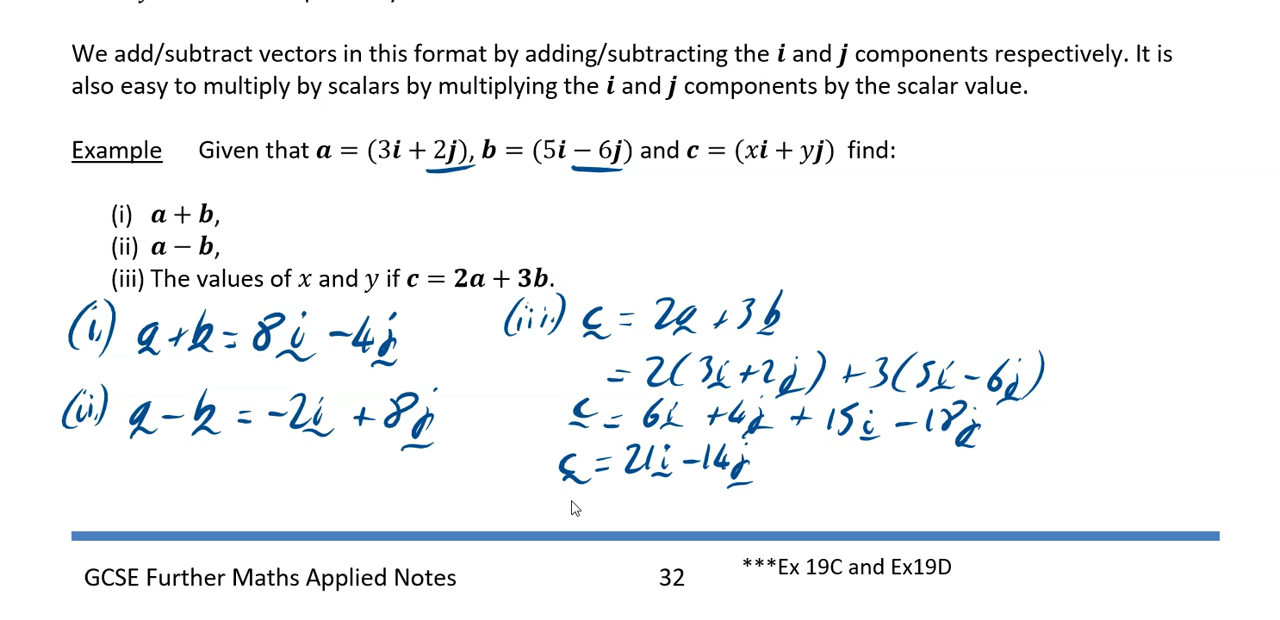 We add/subtract vectors in this format by adding/subtracting the i and j components respectively. It is
also easy to multiply by scalars by multiplying the i and j components by the scalar value.
Example Given that a = (3i + 2j), b = (5i − 6j) and c = (xi + yj) find:
(i) a + b,
(ii) a − b,
(iii) The values of x and y if c = 2a + 3b.
(i) a + b = 8i − 4j
(ii) a − b = −2i + 8j
(iii) c = 2a + 3b
= 2(3i + 2j) + 3(5i − 6j)
c = 6i + 4j + 15i − 18j
c = 21i − 14j
GCSE Further Maths Applied Notes 32 ***Ex 19C and Ex19D